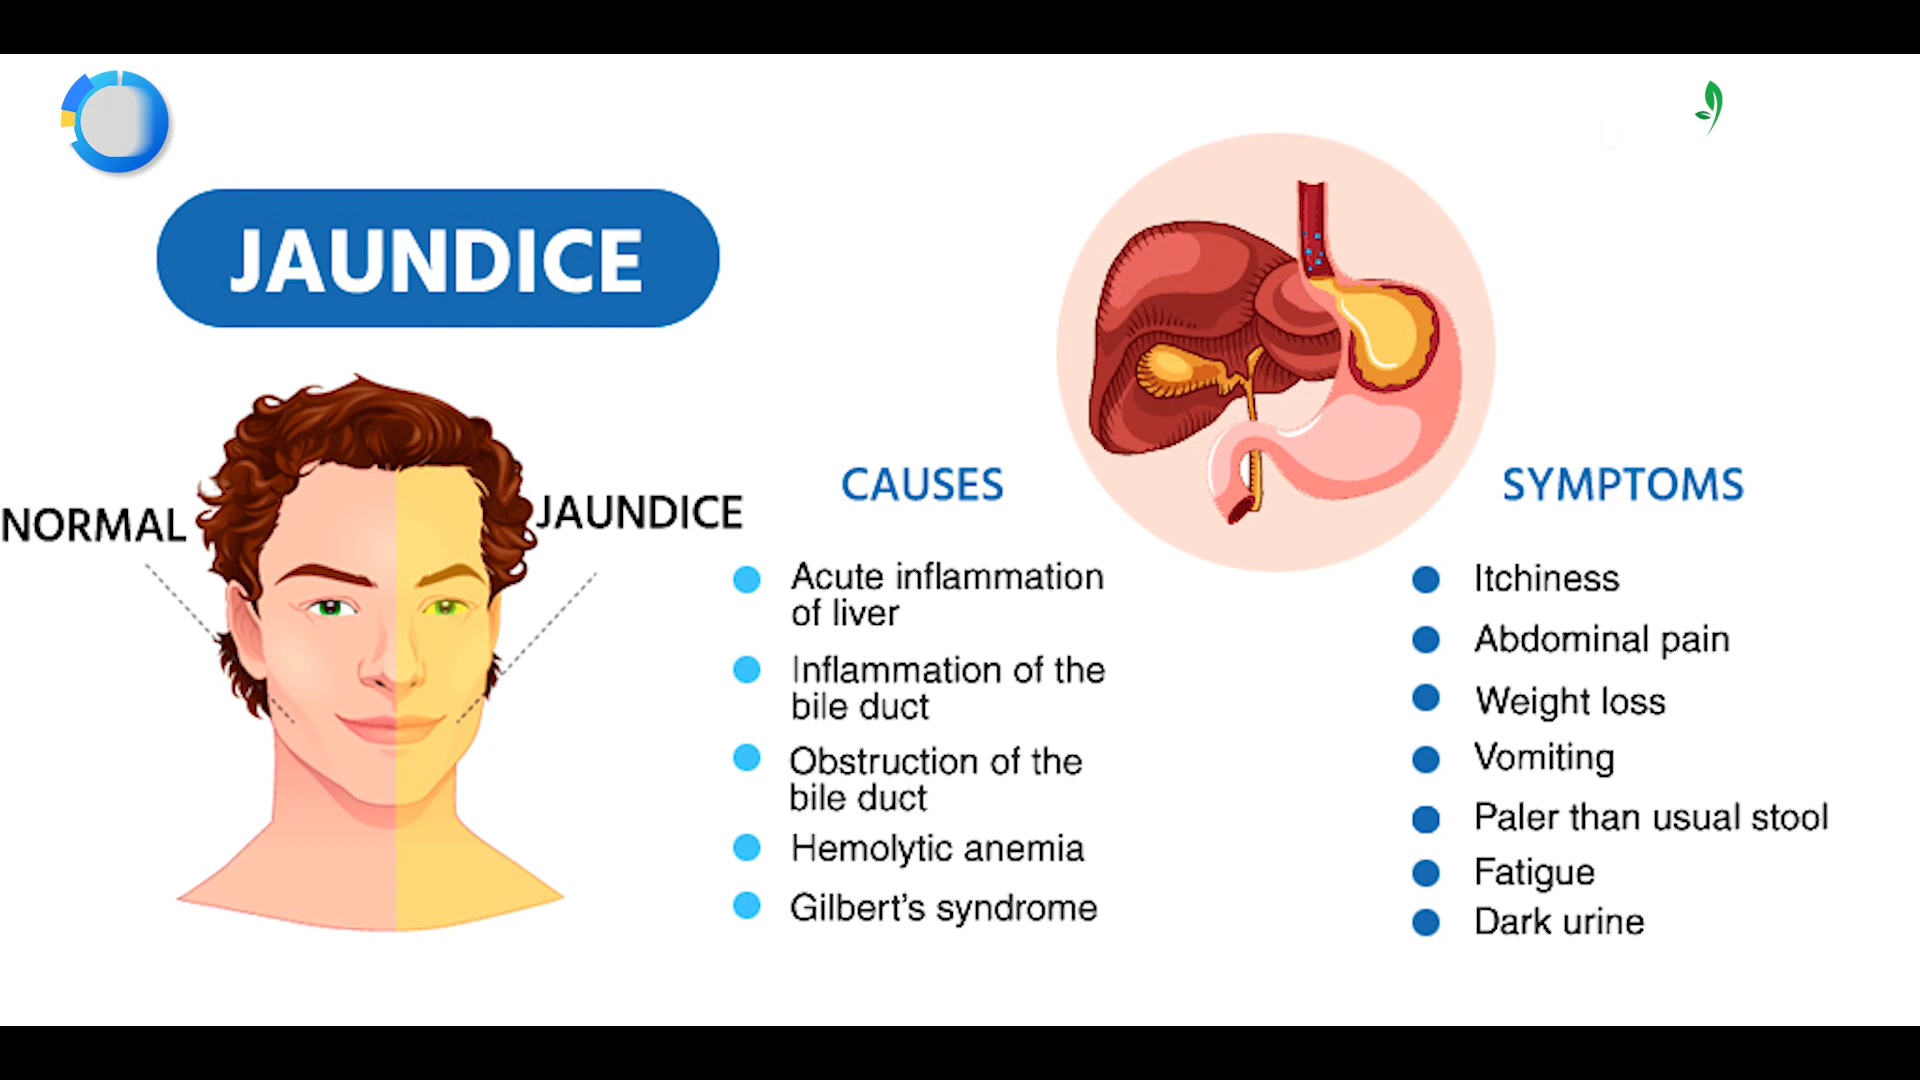 JAUNDICE
NORMAL
JAUNDICE
CAUSES
Acute inflammation
of liver
Inflammation of the
bile duct
Obstruction of the
bile duct
Hemolytic anemia
Gilbert's syndrome
SYMPTOMS
Itchiness
Abdominal pain
Weight loss
Vomiting
Paler than usual stool
Fatigue
Dark urine